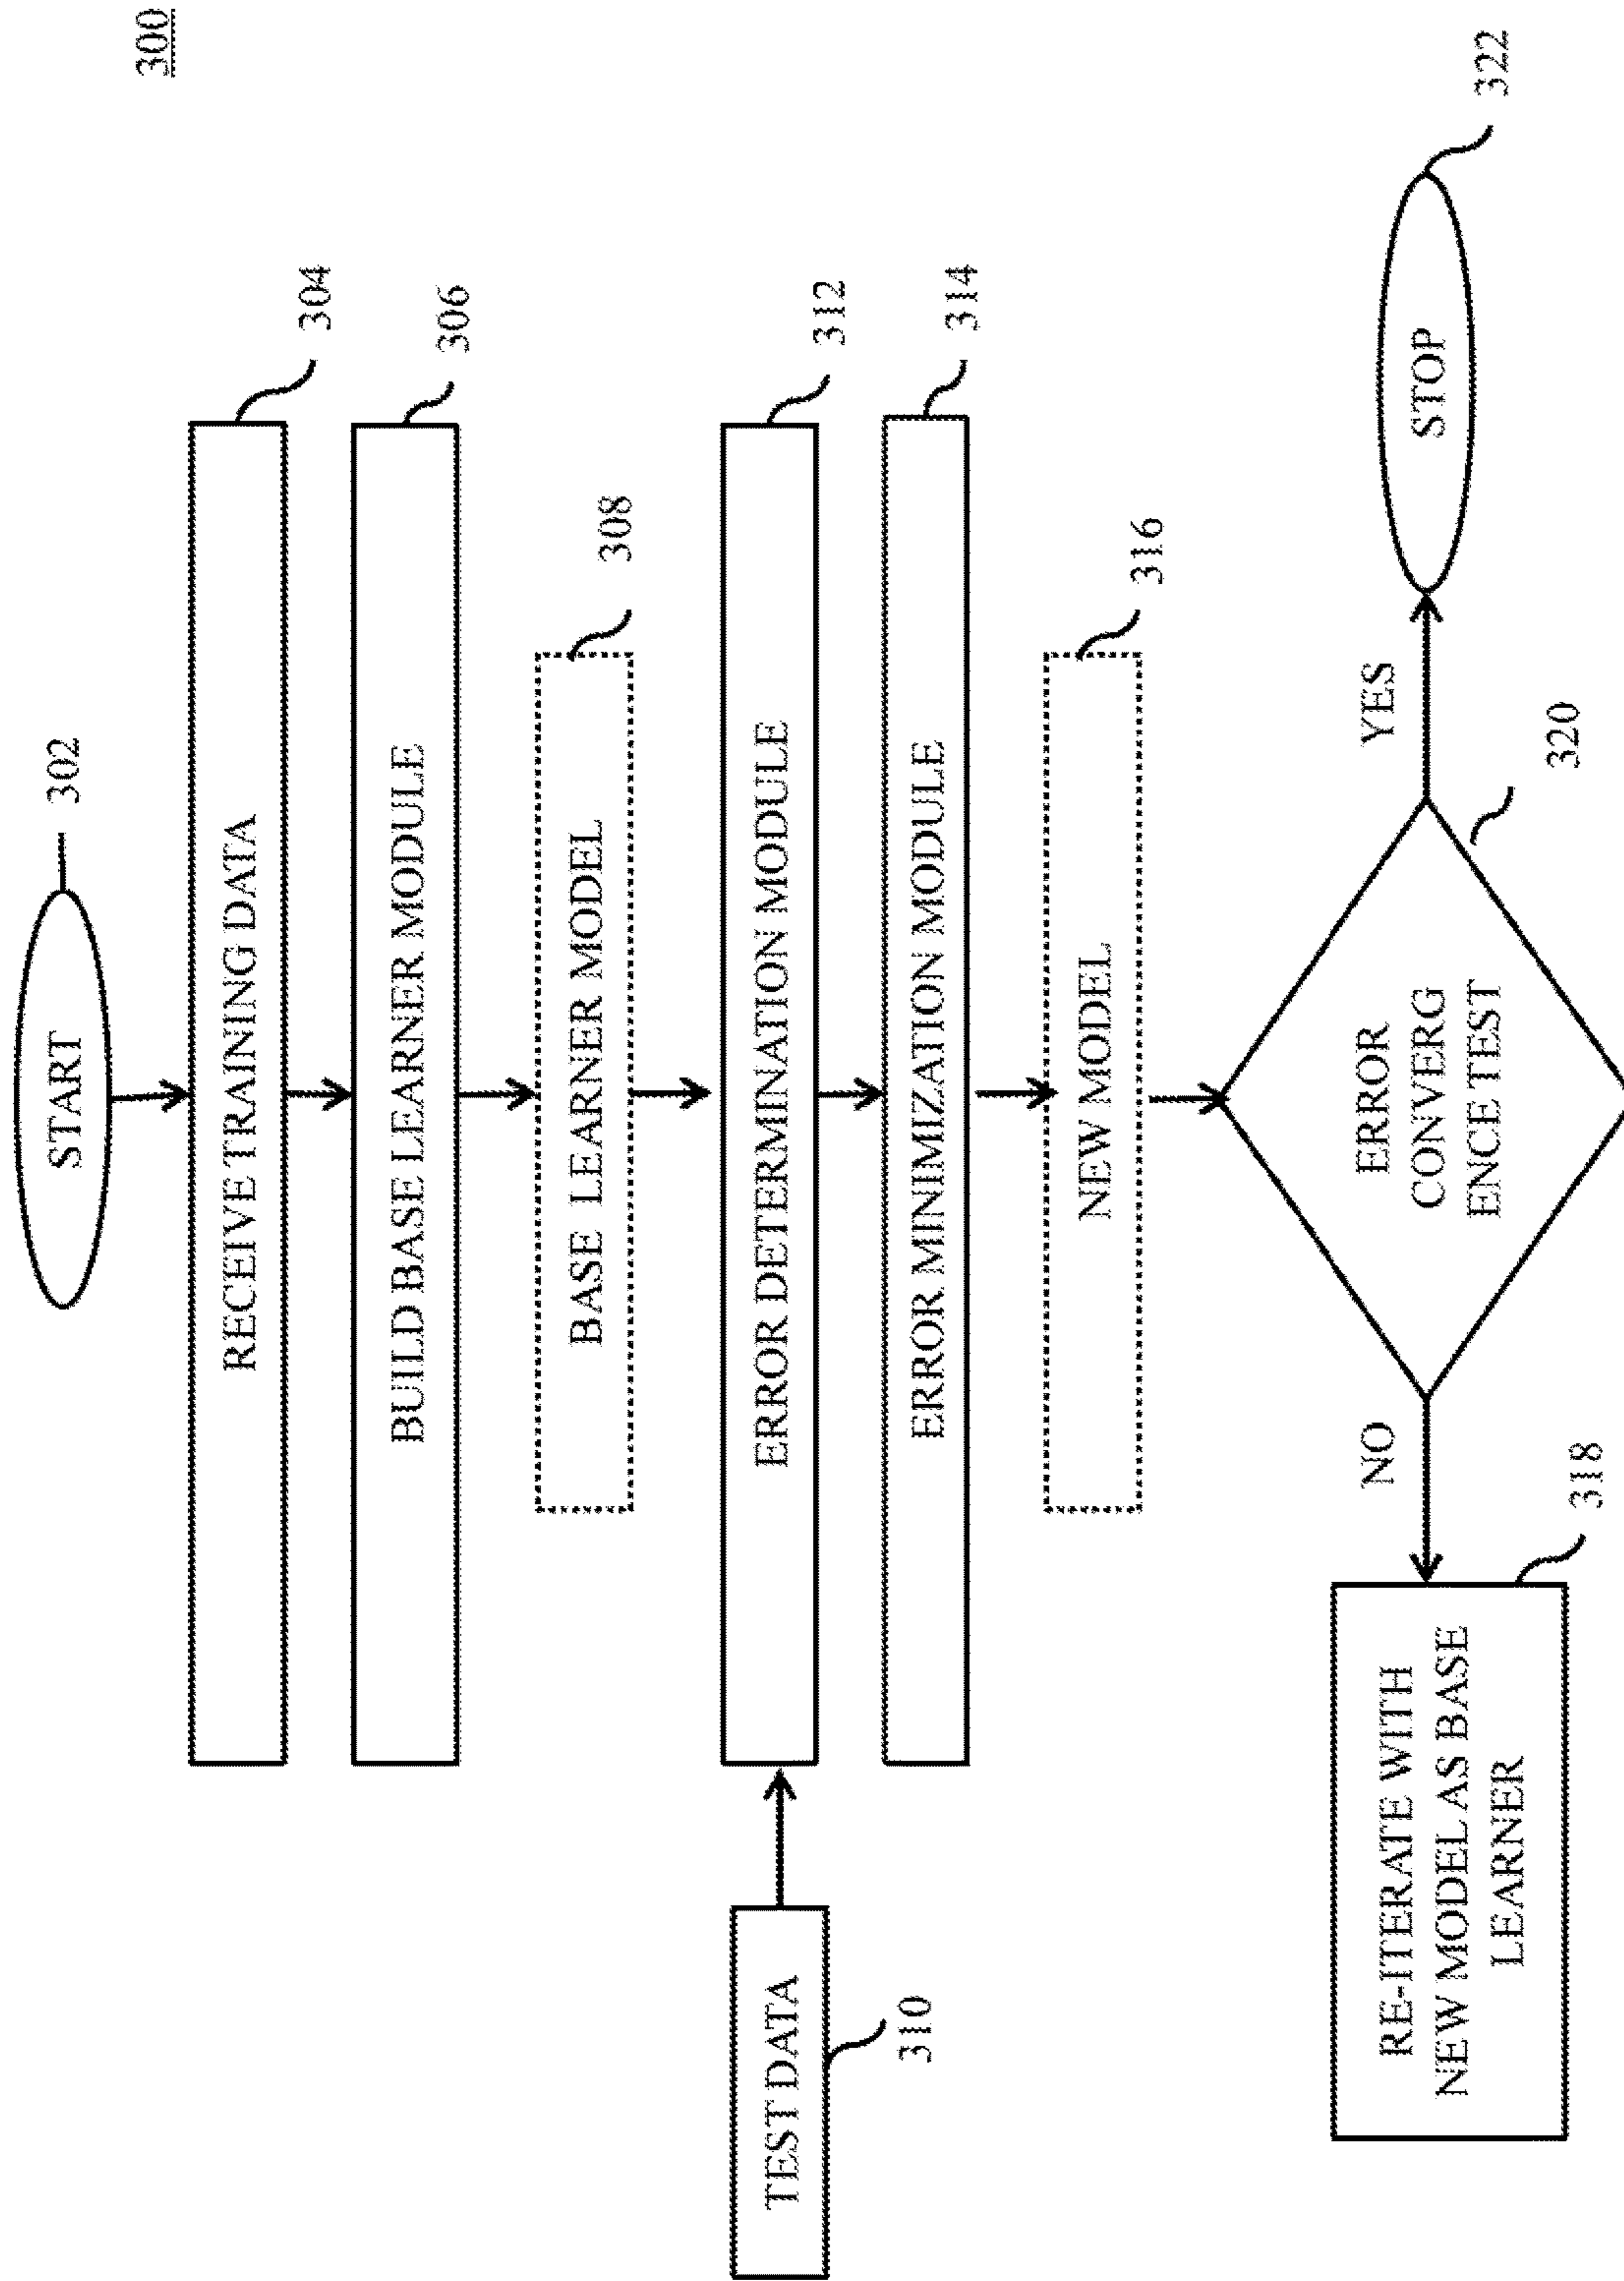 300
START
302
RECEIVE TRAINING DATA
304
BUILD BASE LEARNER MODULE
306
BASE LEARNER MODEL
308
TEST DATA
310
ERROR DETERMINATION MODULE
312
ERROR MINIMIZATION MODULE
314
NEW MODEL
316
NO
YES
RE-ITERATE WITH
NEW MODEL AS BASE
LEARNER
318
ERROR
CONVERG
ENCE TEST
320
STOP
322